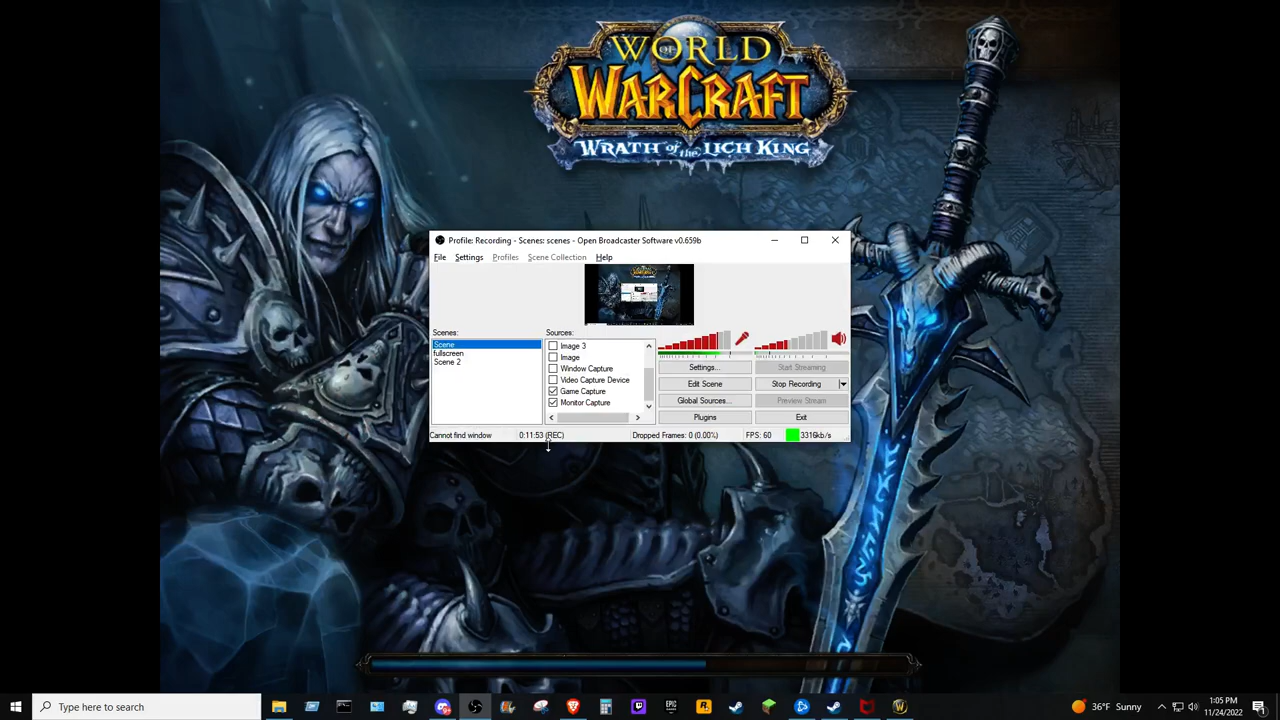 WORLD
OF
WARCRAFT
WRATH of the LICH KING
Profile: Recording - Scenes: scenes - Open Broadcaster Software v0.659b
File Settings Profiles Scene Collection Help
Scenes:
Scene
fullscreen
Scene 2
Sources:
Image 3
Image
Window Capture
Video Capture Device
Game Capture
Monitor Capture
Settings...
Start Streaming
Edit Scene
Stop Recording
Global Sources...
Preview Stream
Plugins
Exit
Cannot find window
0:11:53 (REC)
Dropped Frames: 0 (0.00%)
FPS: 60
3316kb/s
Type here to search
EPIC
36°F Sunny
1:05 PM
11/24/2022